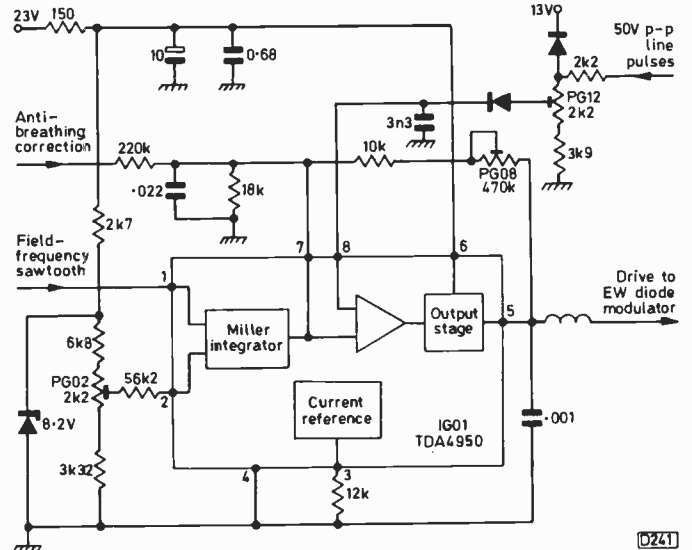 23V
150
10
0·68
13V
50V p-p
line
pulses
2k2
PG12
2k2
3k9
3n3
Anti-
breathing
correction
220k
·022
18k
10k
PG08
470k
2k7
Field-
frequency
sawtooth
1
7
8
6
5
2
4
3
Miller
integrator
Output
stage
Drive to
EW diode
modulator
6k8
PG02
2k2
56k2
8·2V
3k32
Current
reference
IG01
TDA4950
12k
·001
D241